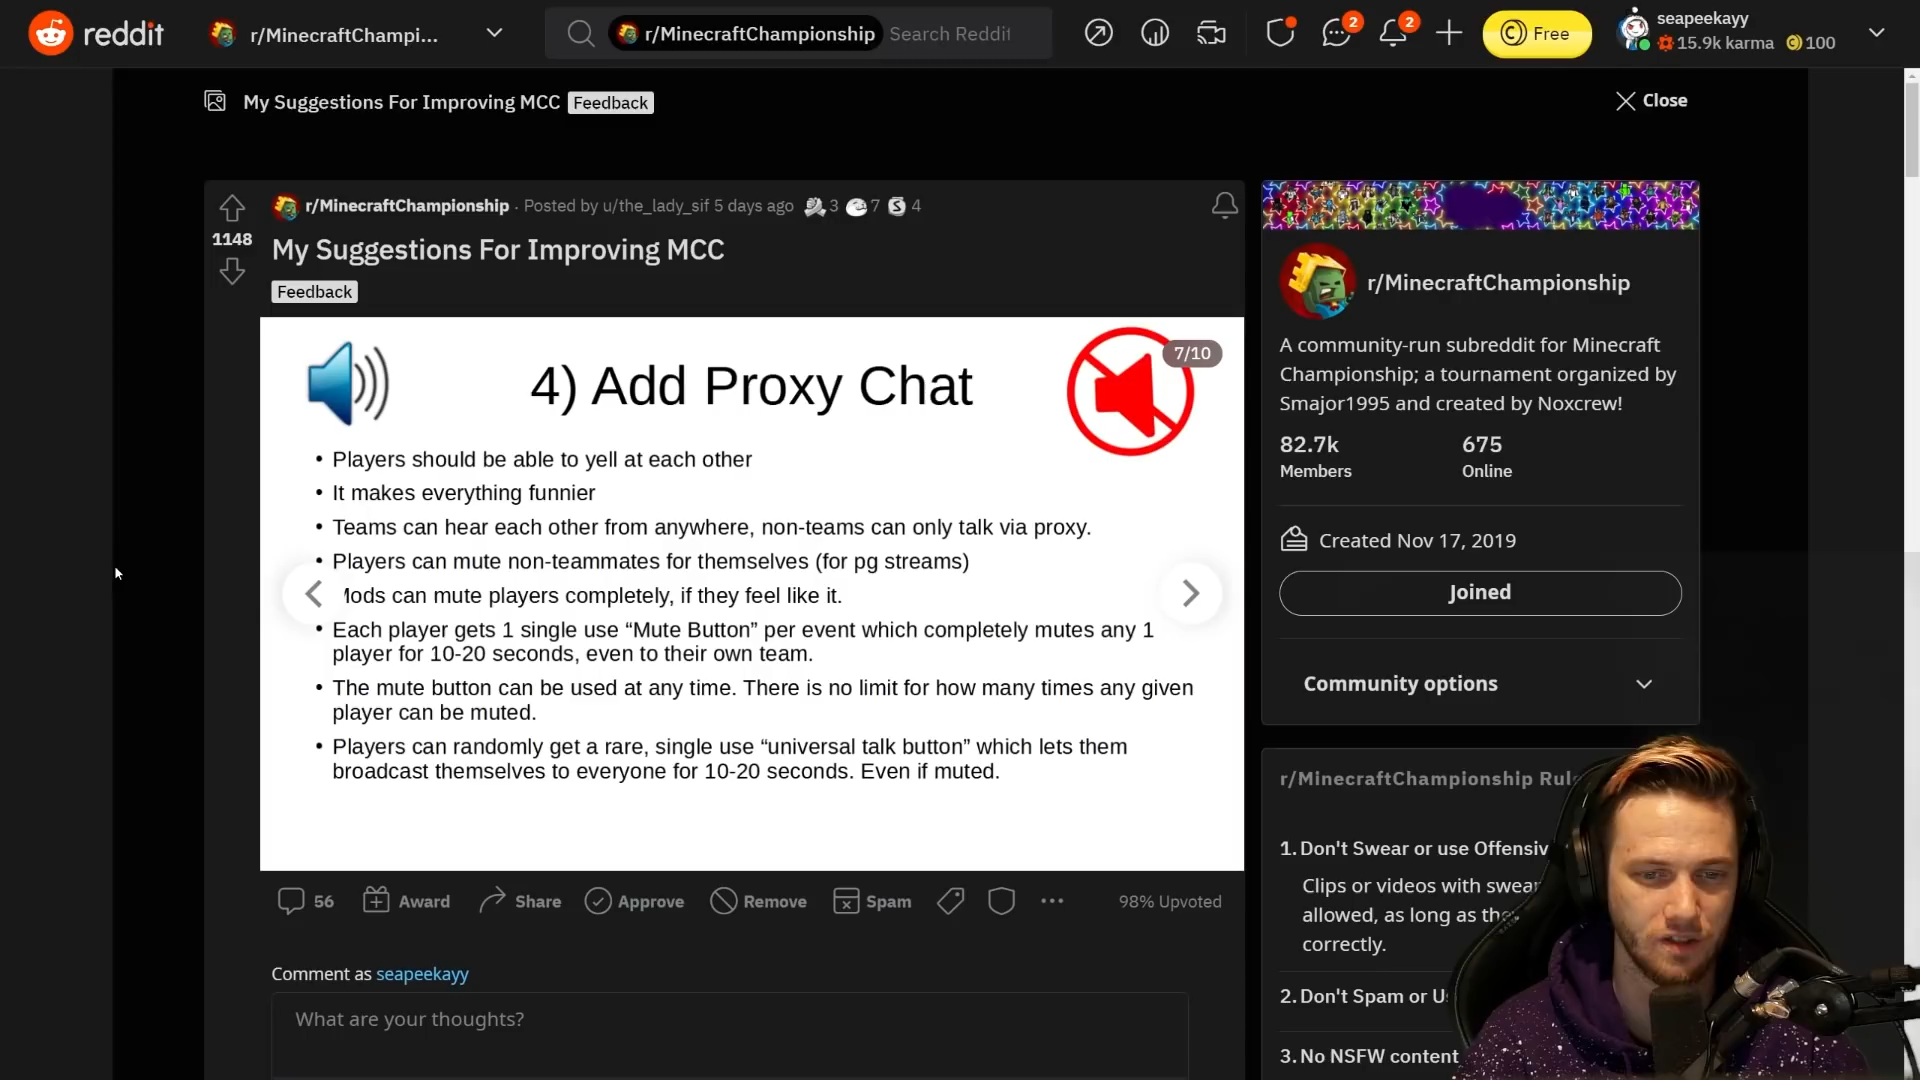 reddit
r/MinecraftChampi...
r/MinecraftChampionship
Search Reddit
2
2
Free
seapeekayy
15.9k karma
100
My Suggestions For Improving MCC
Feedback
Close
r/MinecraftChampionship · Posted by u/the_lady_sif 5 days ago 3 7 4
1148
My Suggestions For Improving MCC
Feedback
4) Add Proxy Chat
7/10
• Players should be able to yell at each other
• It makes everything funnier
• Teams can hear each other from anywhere, non-teams can only talk via proxy.
• Players can mute non-teammates for themselves (for pg streams)
ods can mute players completely, if they feel like it.
• Each player gets 1 single use “Mute Button” per event which completely mutes any 1
player for 10-20 seconds, even to their own team.
• The mute button can be used at any time. There is no limit for how many times any given
player can be muted.
• Players can randomly get a rare, single use “universal talk button” which lets them
broadcast themselves to everyone for 10-20 seconds. Even if muted.
56
Award
Share
Approve
Remove
Spam
98% Upvoted
Comment as seapeekayy
What are your thoughts?
r/MinecraftChampionship
A community-run subreddit for Minecraft
Championship; a tournament organized by
Smajor1995 and created by Noxcrew!
82.7k
Members
675
Online
Created Nov 17, 2019
Joined
Community options
r/MinecraftChampionship Rul
1. Don't Swear or use Offensiv
Clips or videos with swear
allowed, as long as the
correctly.
2. Don't Spam or U
3. No NSFW content